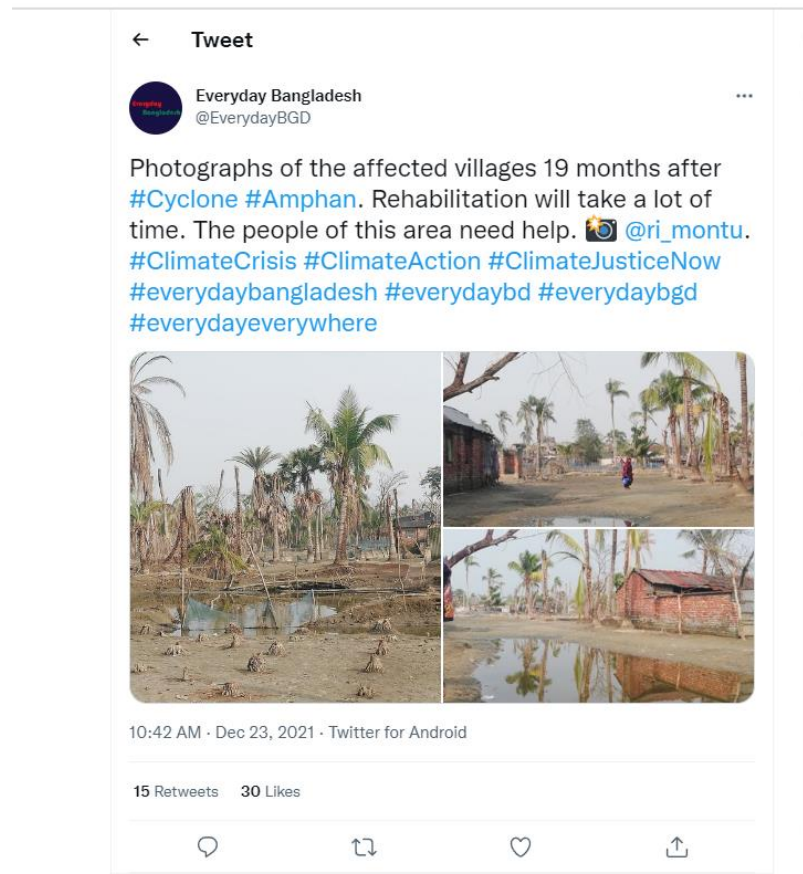 Tweet
Everyday
Bangladesh
Everyday Bangladesh
@EverydayBGD
Photographs of the affected villages 19 months after
#Cyclone #Amphan. Rehabilitation will take a lot of
time. The people of this area need help. 📸 @ri_montu.
#ClimateCrisis #ClimateAction #ClimateJusticeNow
#everydaybangladesh #everydaybd #everydaybgd
#everydayeverywhere
10:42 AM · Dec 23, 2021 · Twitter for Android
15 Retweets 30 Likes